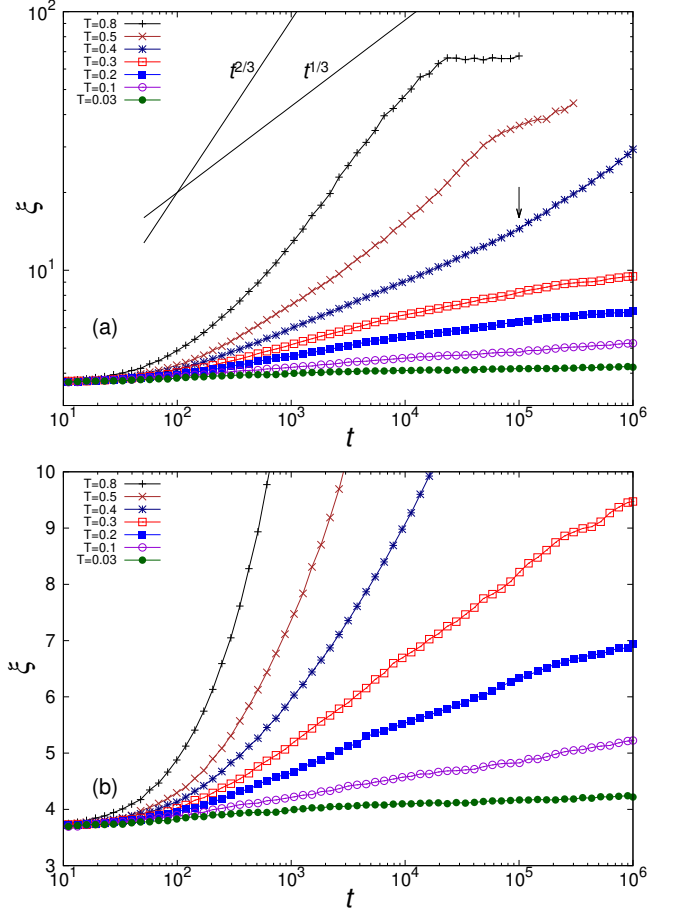 10²
T=0.8
T=0.5
T=0.4
T=0.3
T=0.2
T=0.1
T=0.03
t^2/3
t^1/3
ξ
10¹
(a)
10¹ 10² 10³ 10⁴ 10⁵ 10⁶
t
10
T=0.8
T=0.5
T=0.4
T=0.3
T=0.2
T=0.1
T=0.03
9
8
7
ξ
6
5
4
(b)
3
10¹ 10² 10³ 10⁴ 10⁵ 10⁶
t